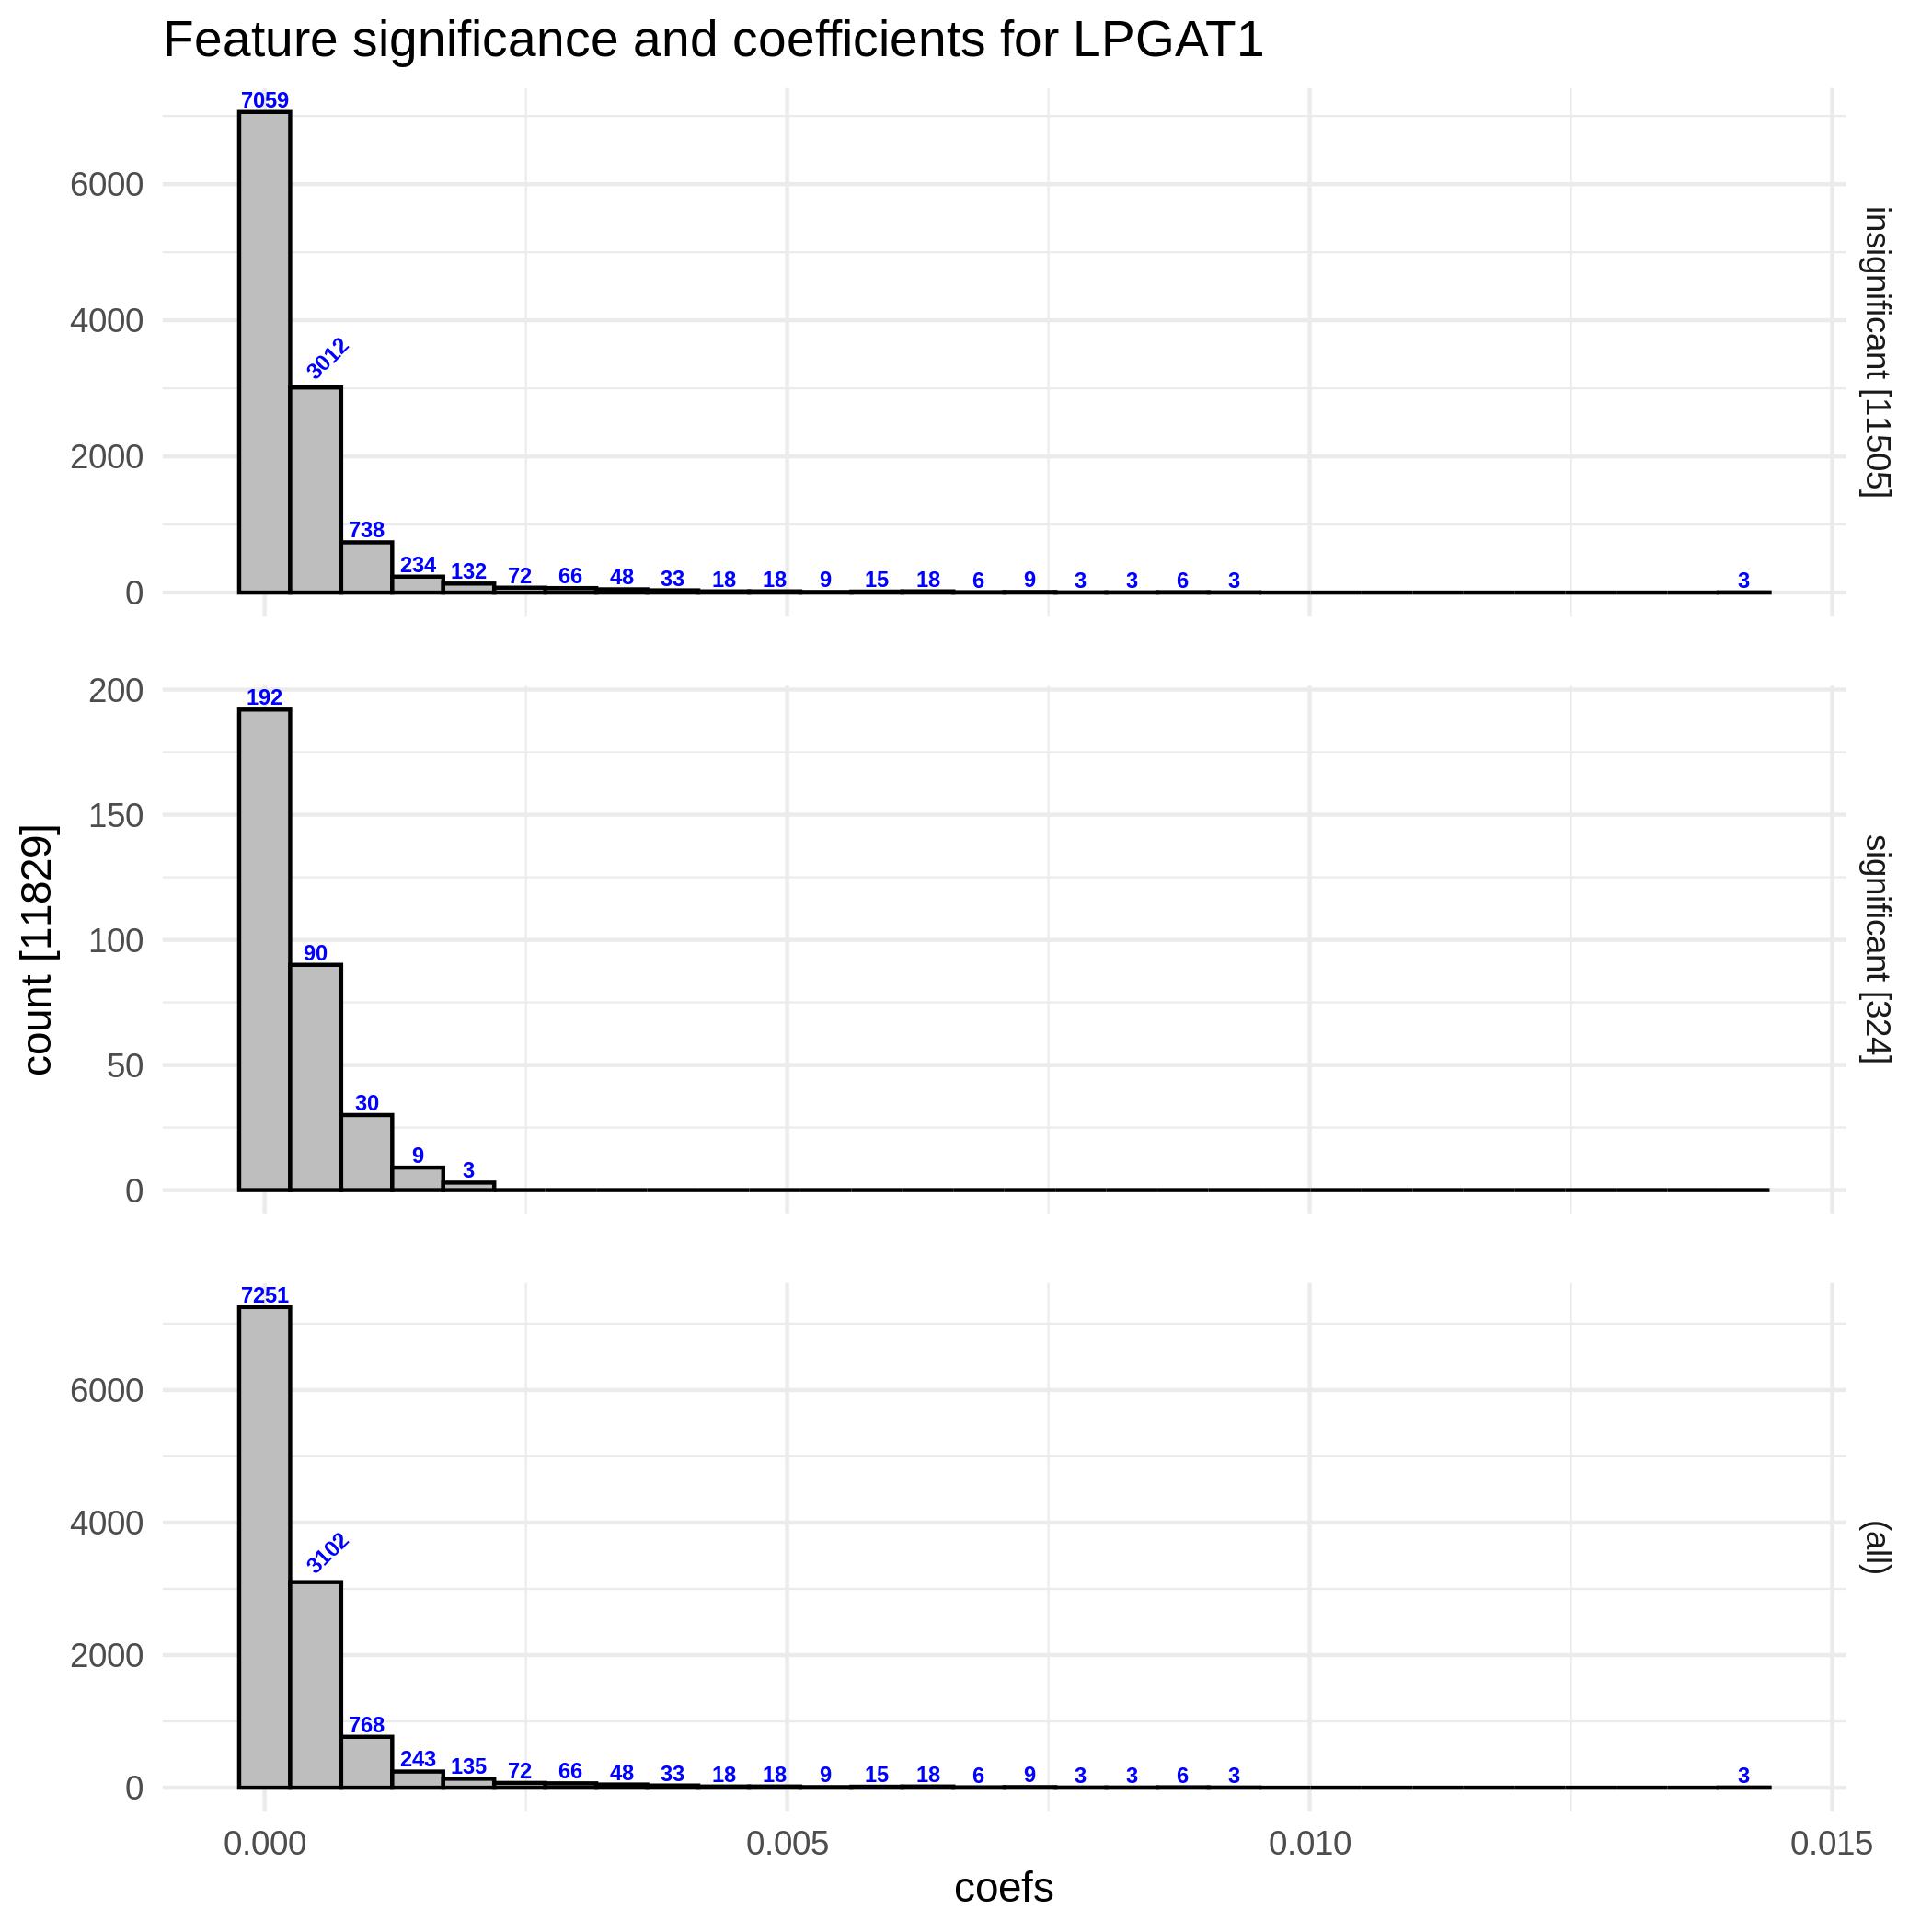 Feature significance and coefficients for LPGAT1
7059
6000
4000
3012
2000
738
234 132 72 66 48 33 18 18 9 15 18 6 9 3 3 6 3 3
0
insignificant [11505]
count [11829]
200
192
150
100
90
50
30
9
3
0
significant [324]
7251
6000
4000
3102
2000
768
243 135 72 66 48 33 18 18 9 15 18 6 9 3 3 6 3 3
0
(all)
0.000 0.005 0.010 0.015
coefs